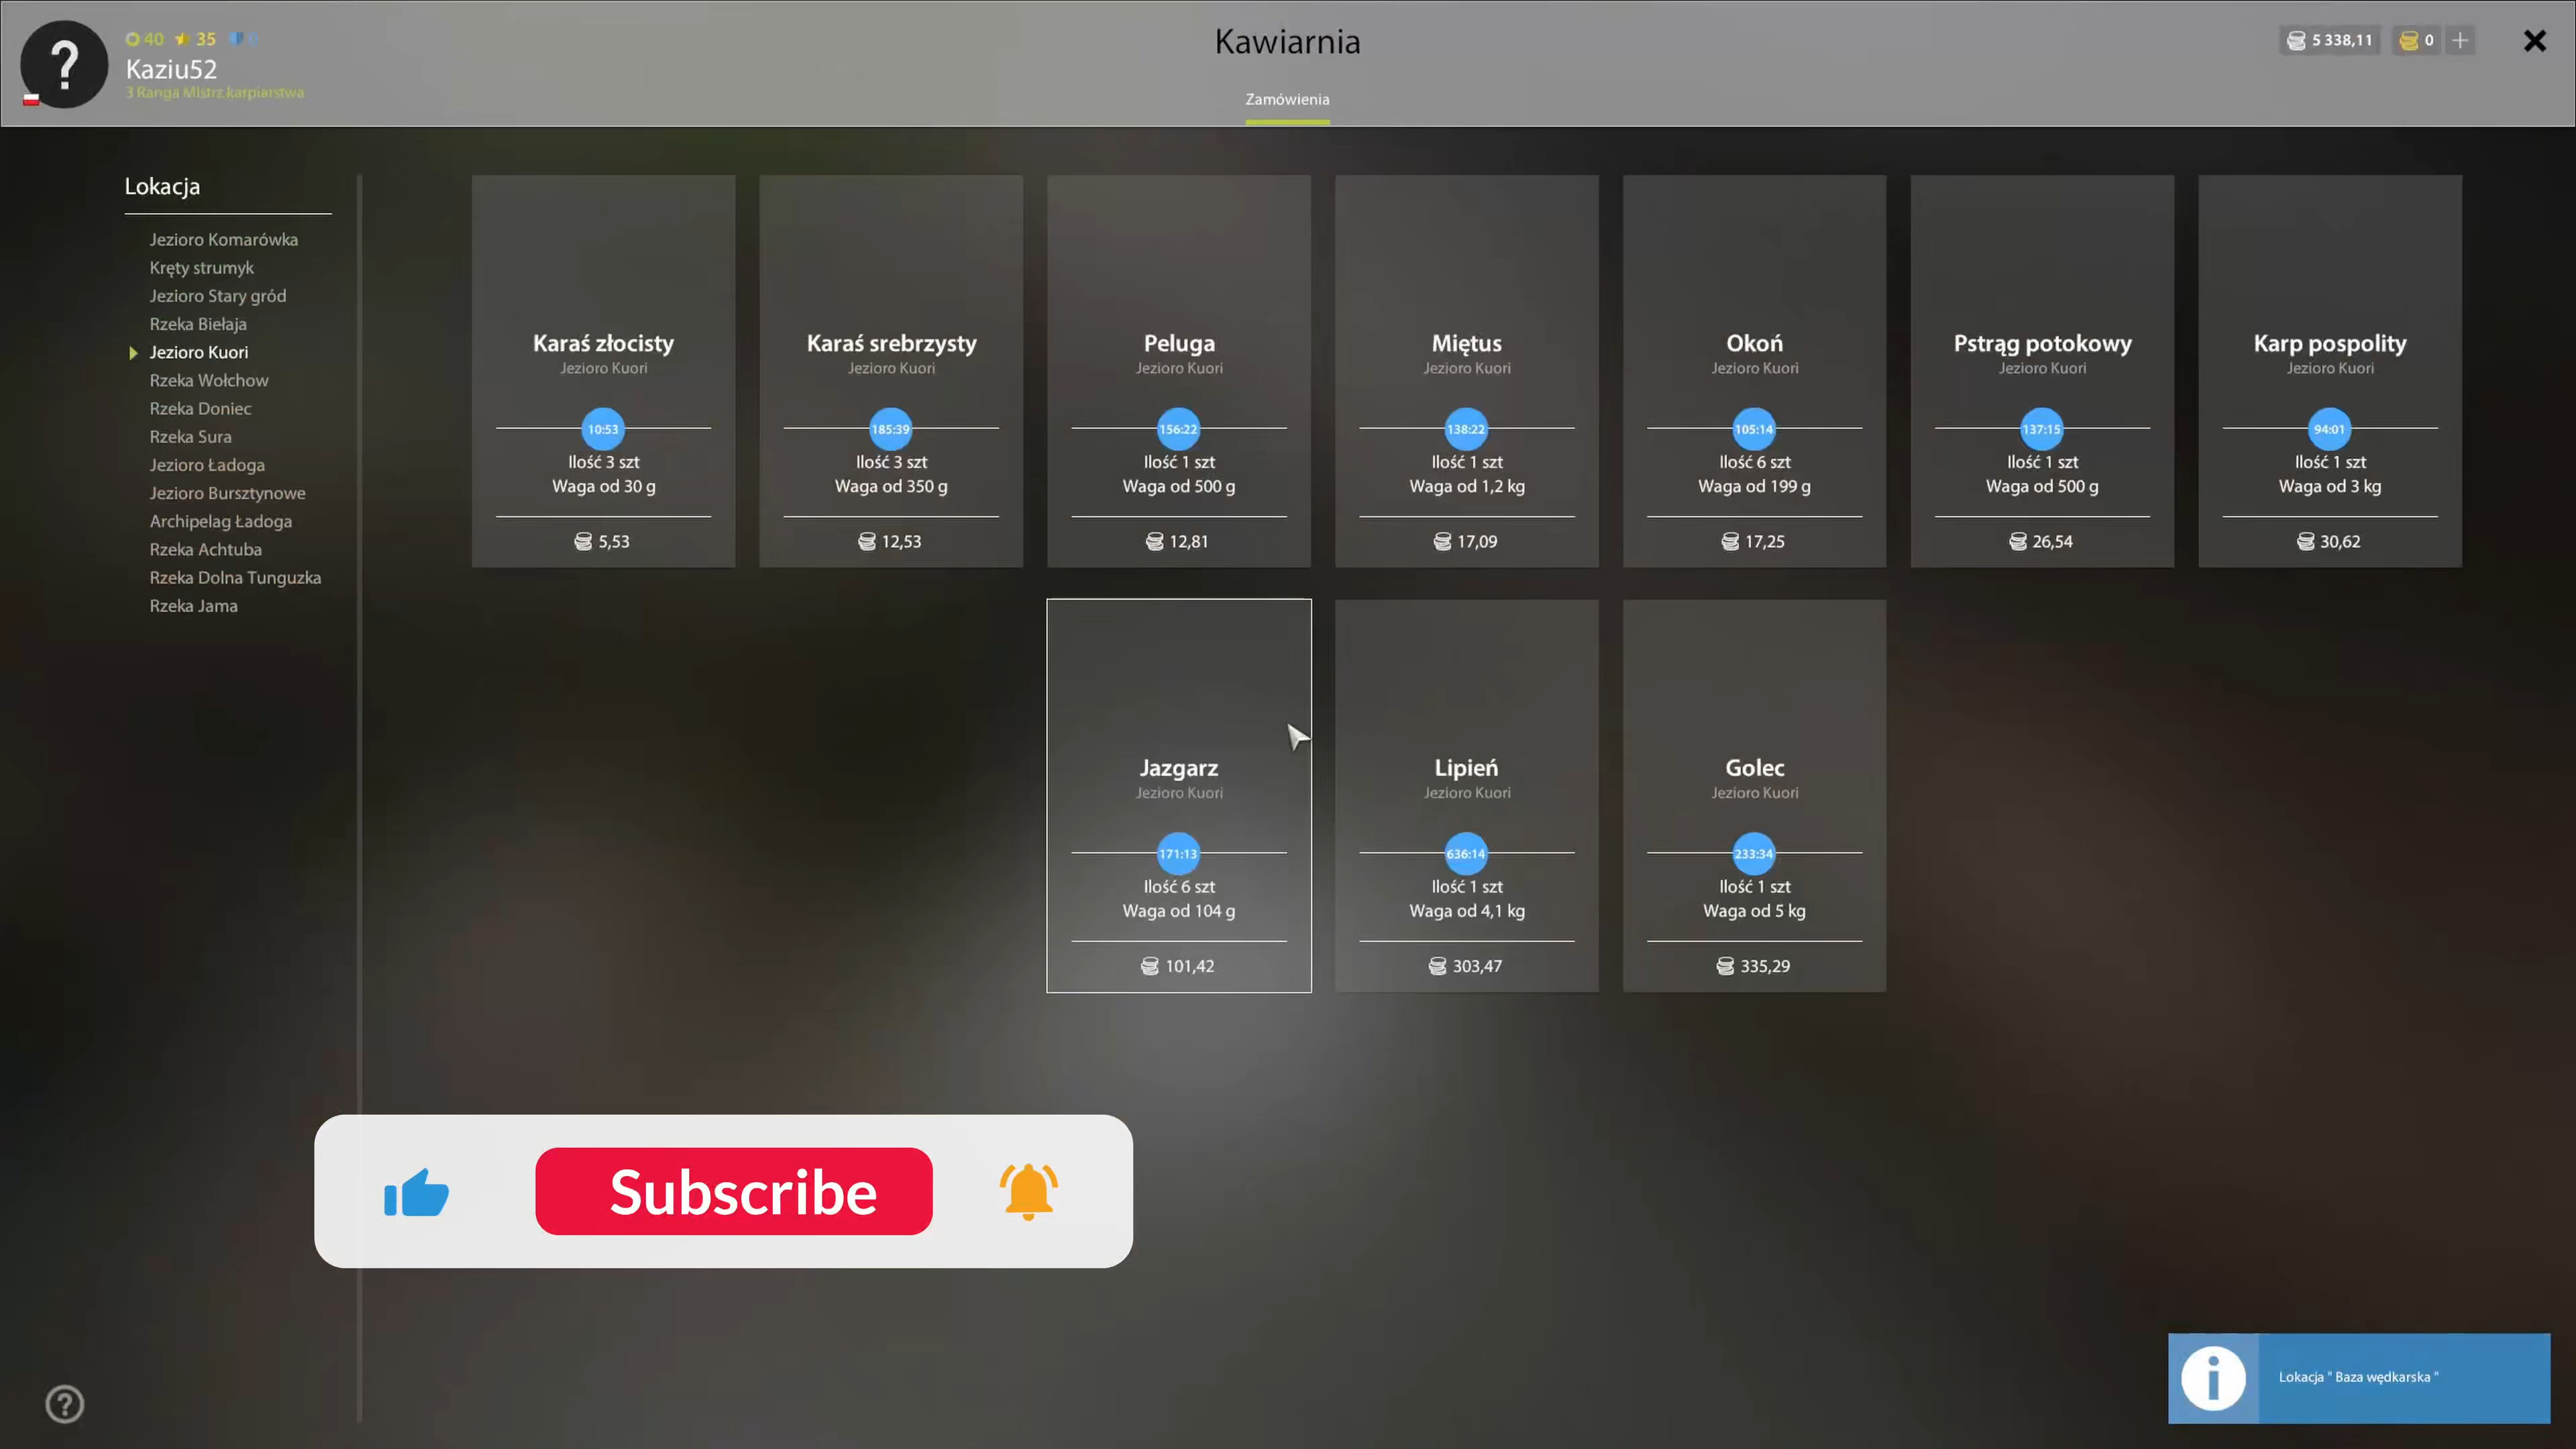 40 35 0
Kaziu52
3 Ranga Mistrz karpiarstwa
Kawiarnia
Zamówienia
5 338,11
0
Lokacja
Jezioro Komarówka
Kręty strumyk
Jezioro Stary gród
Rzeka Biełaja
Jezioro Kuori
Rzeka Wołchow
Rzeka Doniec
Rzeka Sura
Jezioro Ładoga
Jezioro Bursztynowe
Archipelag Ładoga
Rzeka Achtuba
Rzeka Dolna Tunguzka
Rzeka Jama
Karaś złocisty
Jezioro Kuori
10:53
Ilość 3 szt
Waga od 30 g
5,53
Karaś srebrzysty
Jezioro Kuori
185:39
Ilość 3 szt
Waga od 350 g
12,53
Peluga
Jezioro Kuori
156:22
Ilość 1 szt
Waga od 500 g
12,81
Miętus
Jezioro Kuori
138:22
Ilość 1 szt
Waga od 1,2 kg
17,09
Okoń
Jezioro Kuori
105:14
Ilość 6 szt
Waga od 199 g
17,25
Pstrąg potokowy
Jezioro Kuori
137:15
Ilość 1 szt
Waga od 500 g
26,54
Karp pospolity
Jezioro Kuori
94:01
Ilość 1 szt
Waga od 3 kg
30,62
Jazgarz
Jezioro Kuori
171:13
Ilość 6 szt
Waga od 104 g
101,42
Lipień
Jezioro Kuori
636:14
Ilość 1 szt
Waga od 4,1 kg
303,47
Golec
Jezioro Kuori
233:34
Ilość 1 szt
Waga od 5 kg
335,29
Subscribe
Lokacja " Baza wędkarska "